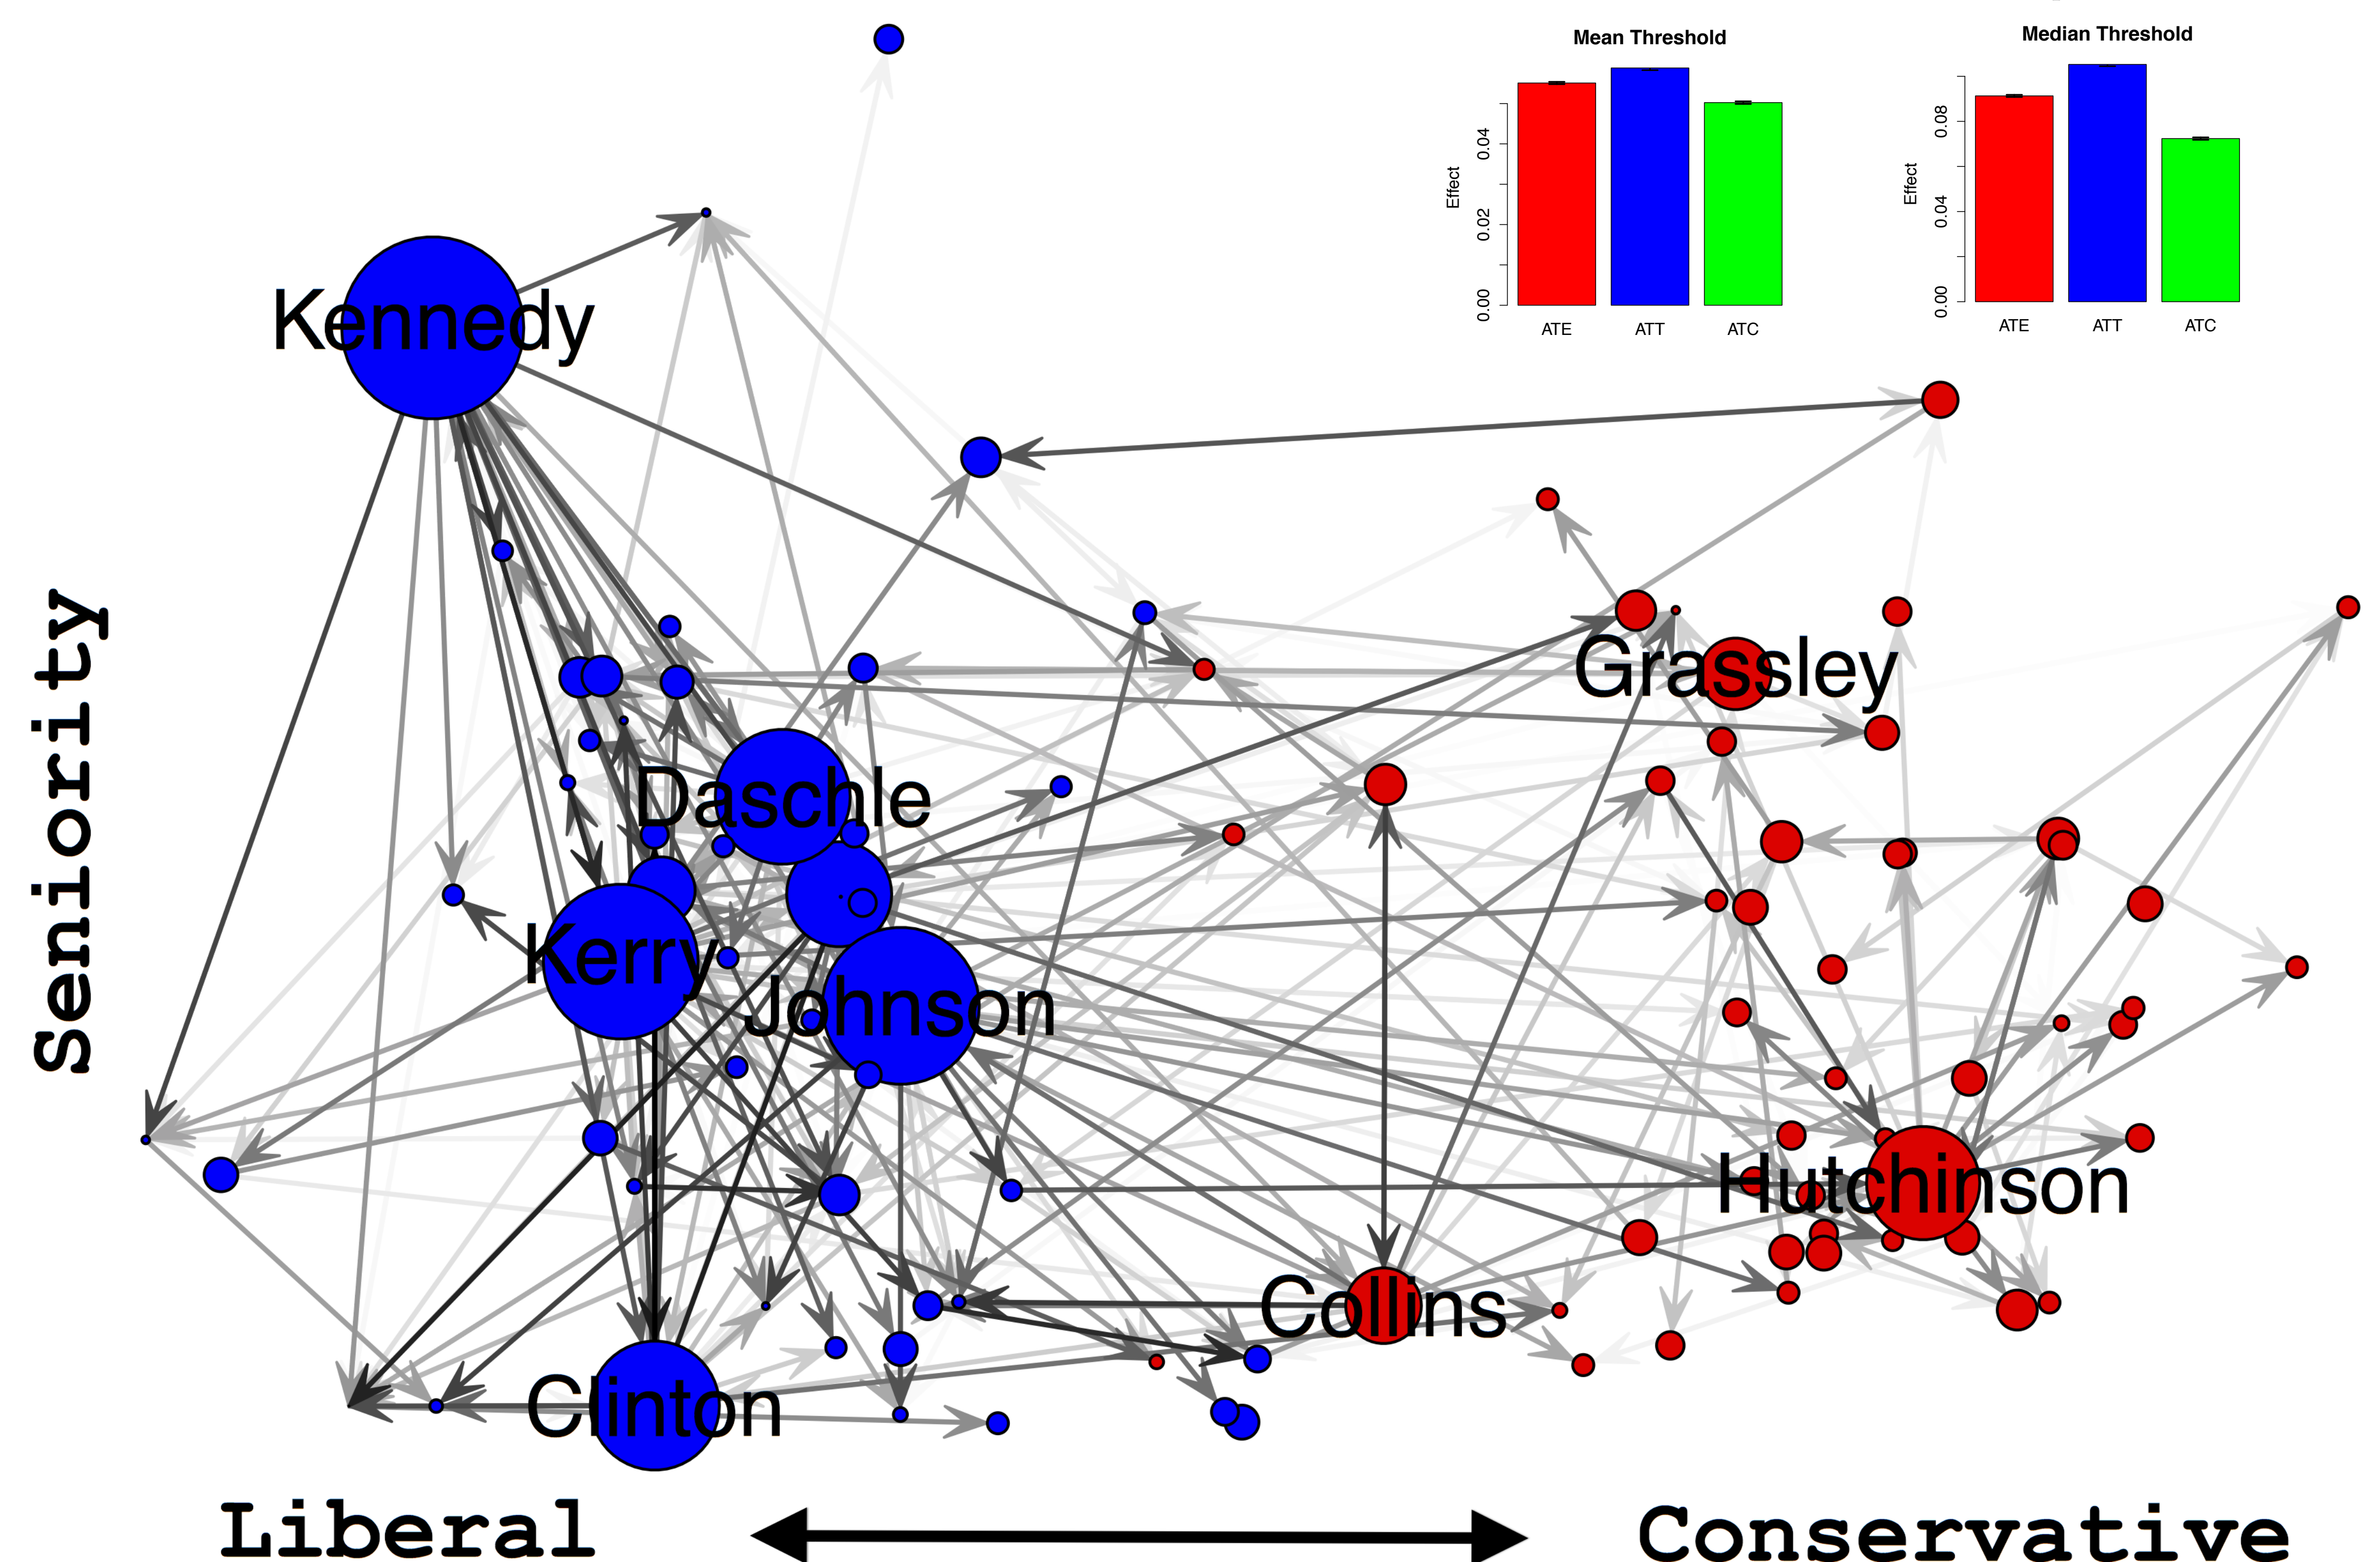 Mean Threshold
Effect
0.00 0.02 0.04
ATE ATT ATC
Median Threshold
Effect
0.00 0.04 0.08
ATE ATT ATC
Seniority
Kennedy
Grassley
Daschle
Kerry
Johnson
Hutchinson
Collins
Clinton
Liberal Conservative